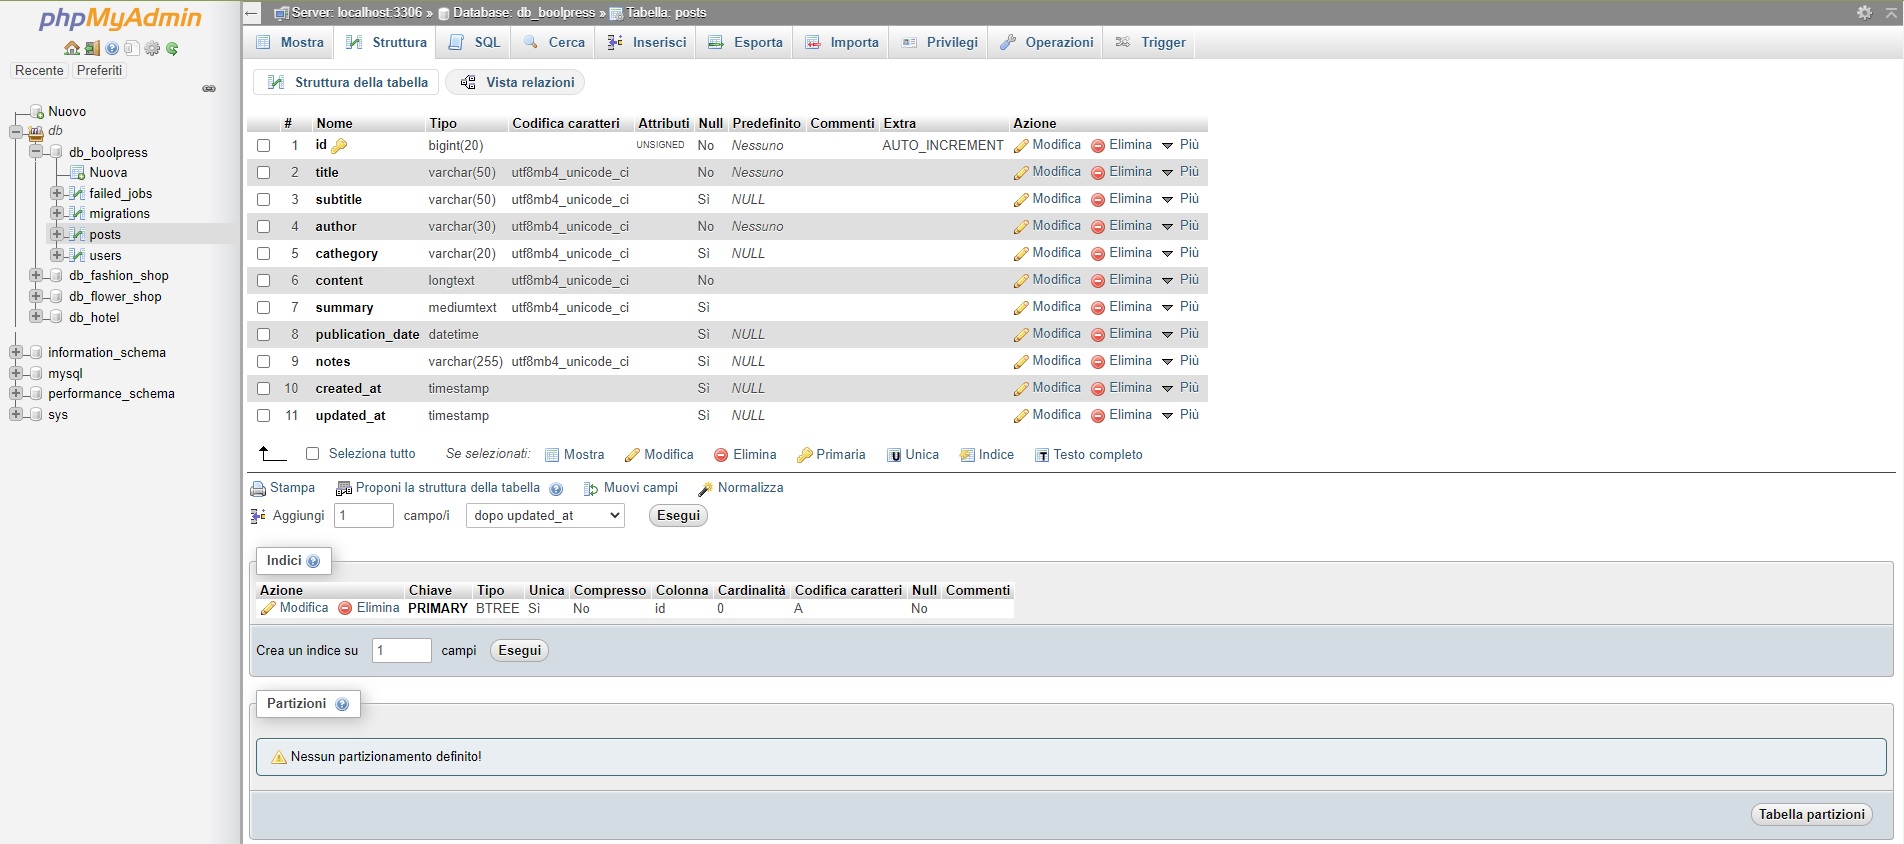 phpMyAdmin
Recente Preferiti
Nuovo
db
db_boolpress
Nuova
failed_jobs
migrations
posts
users
db_fashion_shop
db_flower_shop
db_hotel
information_schema
mysql
performance_schema
sys
Server: localhost:3306 » Database: db_boolpress » Tabella: posts
Mostra Struttura SQL Cerca Inserisci Esporta Importa Privilegi Operazioni Trigger
Struttura della tabella Vista relazioni
# Nome Tipo Codifica caratteri Attributi Null Predefinito Commenti Extra Azione
1 id bigint(20) UNSIGNED No Nessuno AUTO_INCREMENT Modifica Elimina Più
2 title varchar(50) utf8mb4_unicode_ci No Nessuno Modifica Elimina Più
3 subtitle varchar(50) utf8mb4_unicode_ci Sì NULL Modifica Elimina Più
4 author varchar(30) utf8mb4_unicode_ci No Nessuno Modifica Elimina Più
5 cathegory varchar(20) utf8mb4_unicode_ci Sì NULL Modifica Elimina Più
6 content longtext utf8mb4_unicode_ci No Modifica Elimina Più
7 summary mediumtext utf8mb4_unicode_ci Sì Modifica Elimina Più
8 publication_date datetime Sì NULL Modifica Elimina Più
9 notes varchar(255) utf8mb4_unicode_ci Sì NULL Modifica Elimina Più
10 created_at timestamp Sì NULL Modifica Elimina Più
11 updated_at timestamp Sì NULL Modifica Elimina Più
Seleziona tutto Se selezionati: Mostra Modifica Elimina Primaria Unica Indice Testo completo
Stampa Proponi la struttura della tabella Muovi campi Normalizza
Aggiungi 1 campo/i dopo updated_at Esegui
Indici
Azione Chiave Tipo Unica Compresso Colonna Cardinalità Codifica caratteri Null Commenti
Modifica Elimina PRIMARY BTREE Sì No id 0 A No
Crea un indice su 1 campi Esegui
Partizioni
Nessun partizionamento definito!
Tabella partizioni